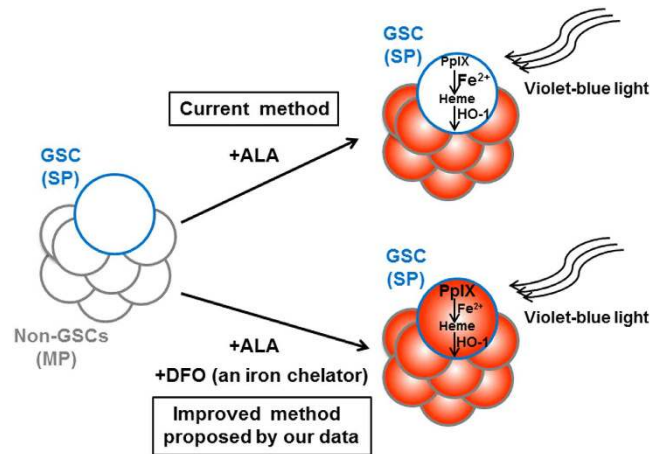 GSC
(SP)
PpIX
Fe²⁺
Heme
HO-1
Violet-blue light
Current method
+ALA
GSC
(SP)
Non-GSCs
(MP)
GSC
(SP)
PpIX
Fe²⁺
Heme
HO-1
Violet-blue light
+ALA
+DFO (an iron chelator)
Improved method
proposed by our data